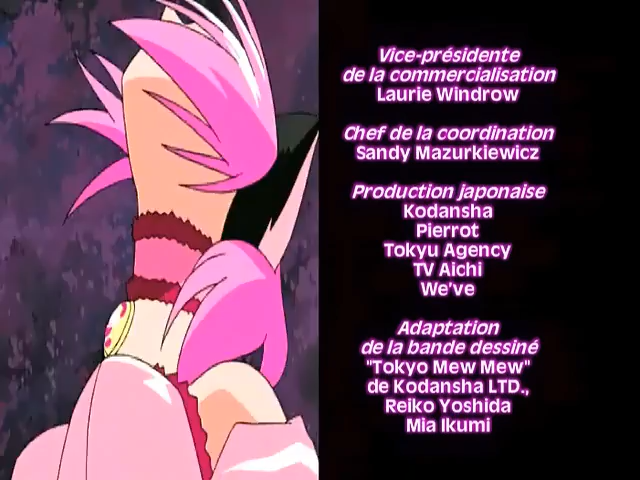 Vice-présidente
de la commercialisation
Laurie Windrow
Chef de la coordination
Sandy Mazurkiewicz
Production japonaise
Kodansha
Pierrot
Tokyu Agency
TV Aichi
We've
Adaptation
de la bande dessiné
"Tokyo Mew Mew"
de Kodansha LTD.,
Reiko Yoshida
Mia Ikumi